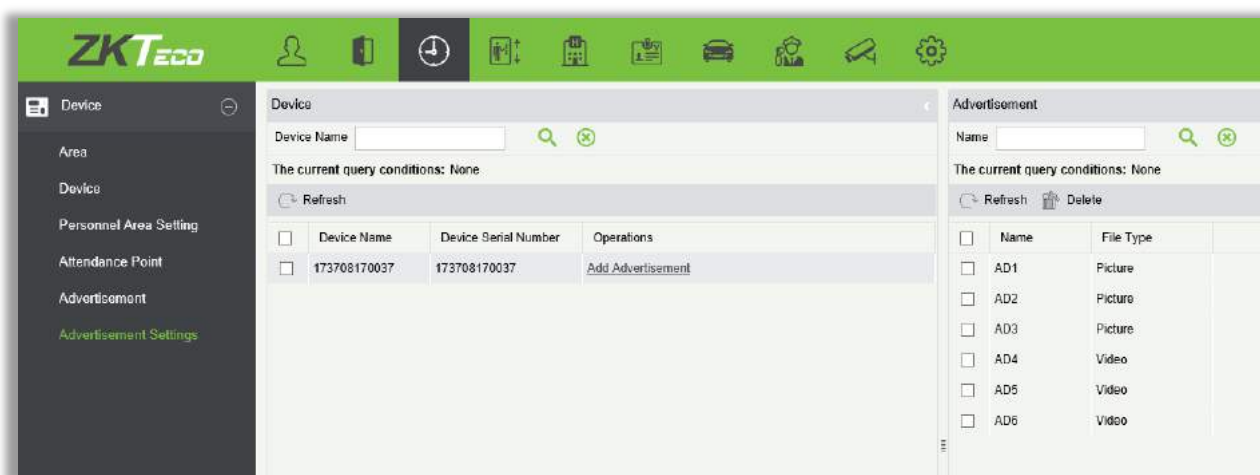 ZKTeco
Device
Area
Device
Personnel Area Setting
Attendance Point
Advertisement
Advertisement Settings
Device
Device Name
The current query conditions: None
Refresh
Device Name Device Serial Number Operations
173708170037 173708170037 Add Advertisement
Advertisement
Name
The current query conditions: None
Refresh Delete
Name File Type
AD1 Picture
AD2 Picture
AD3 Picture
AD4 Video
AD5 Video
AD6 Video